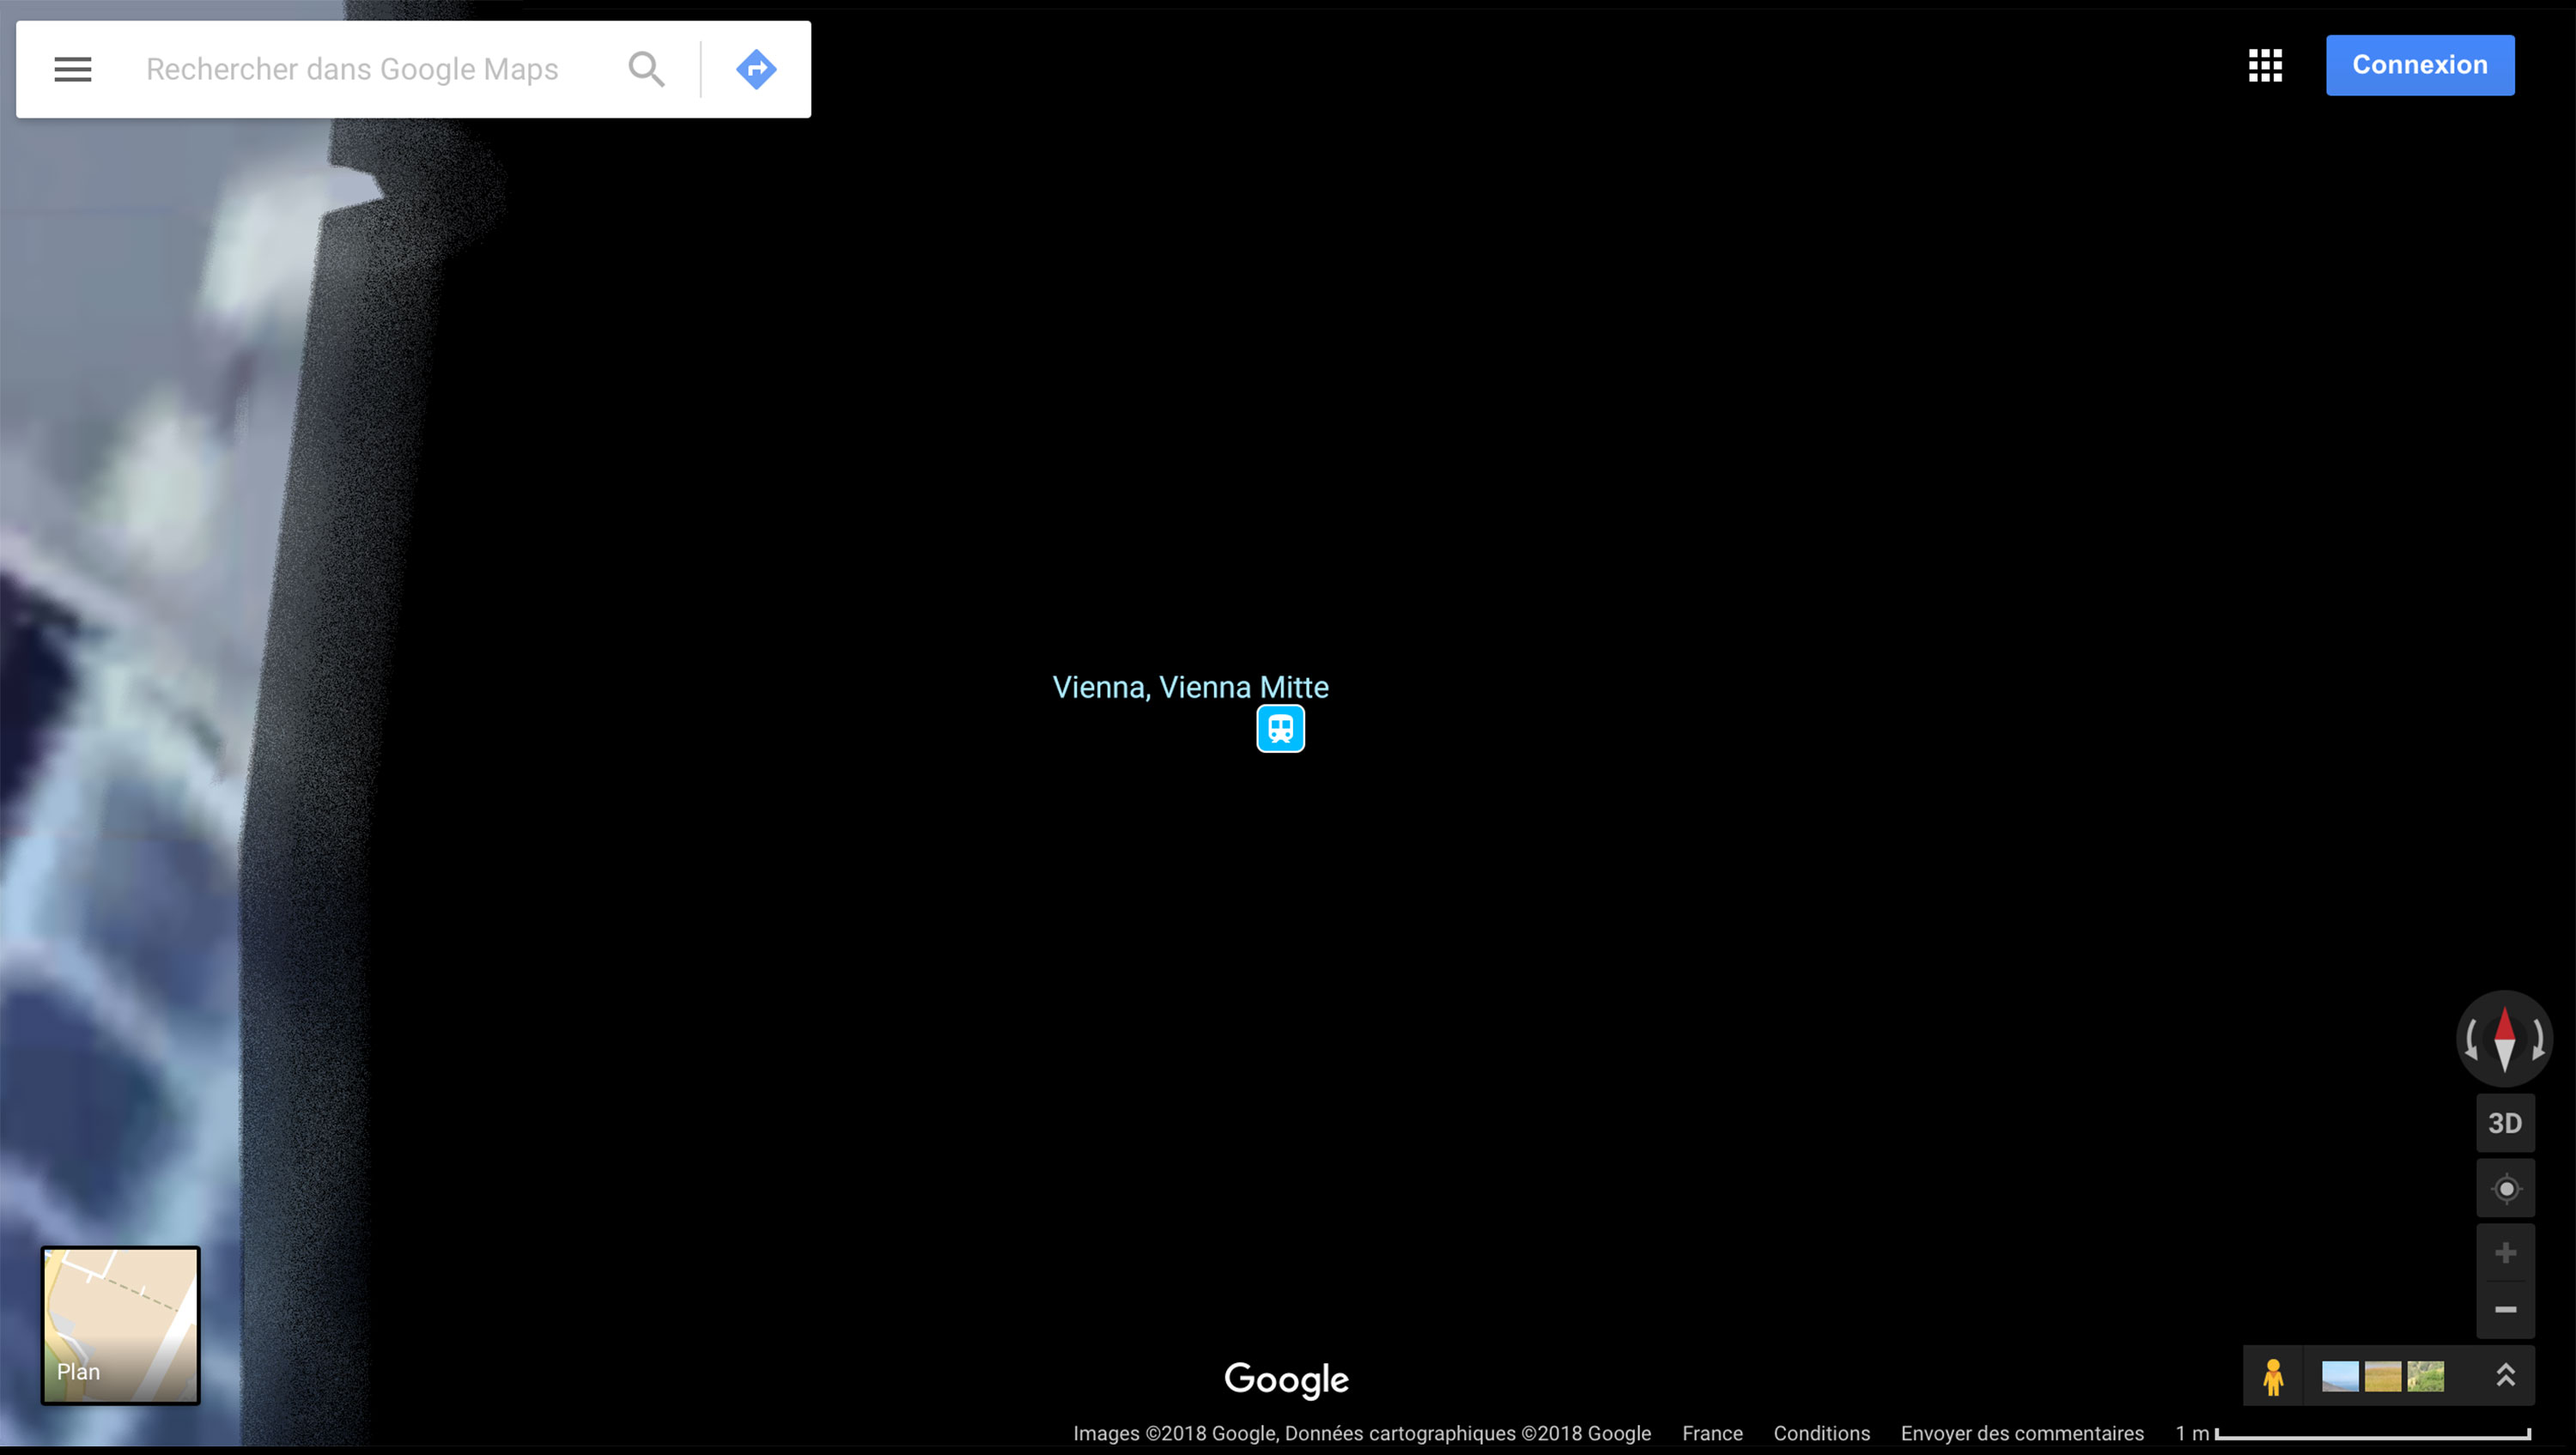 Rechercher dans Google Maps
Connexion
Vienna, Vienna Mitte
3D
Plan
Google
Images ©2018 Google, Données cartographiques ©2018 Google France Conditions Envoyer des commentaires 1 m